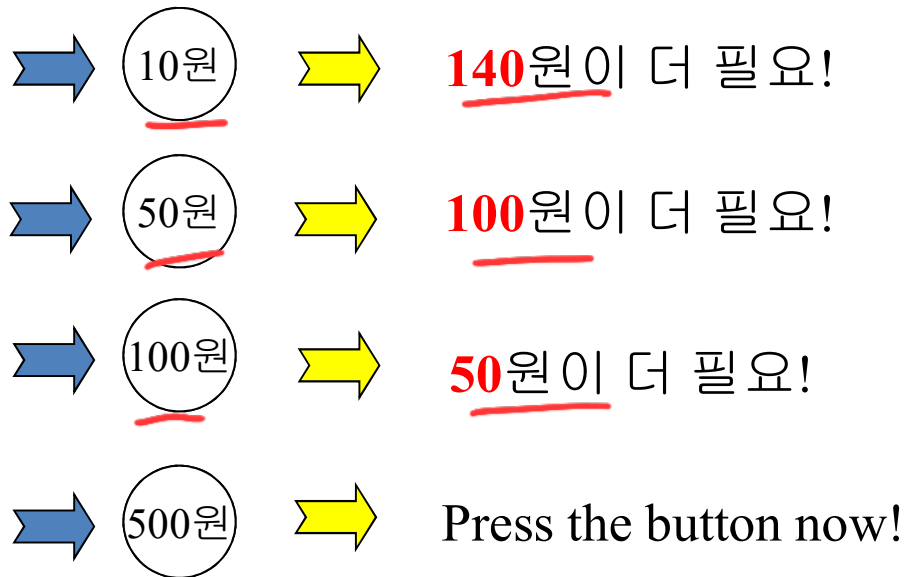 10원 140원이 더 필요!
50원 100원이 더 필요!
100원 50원이 더 필요!
500원 Press the button now!